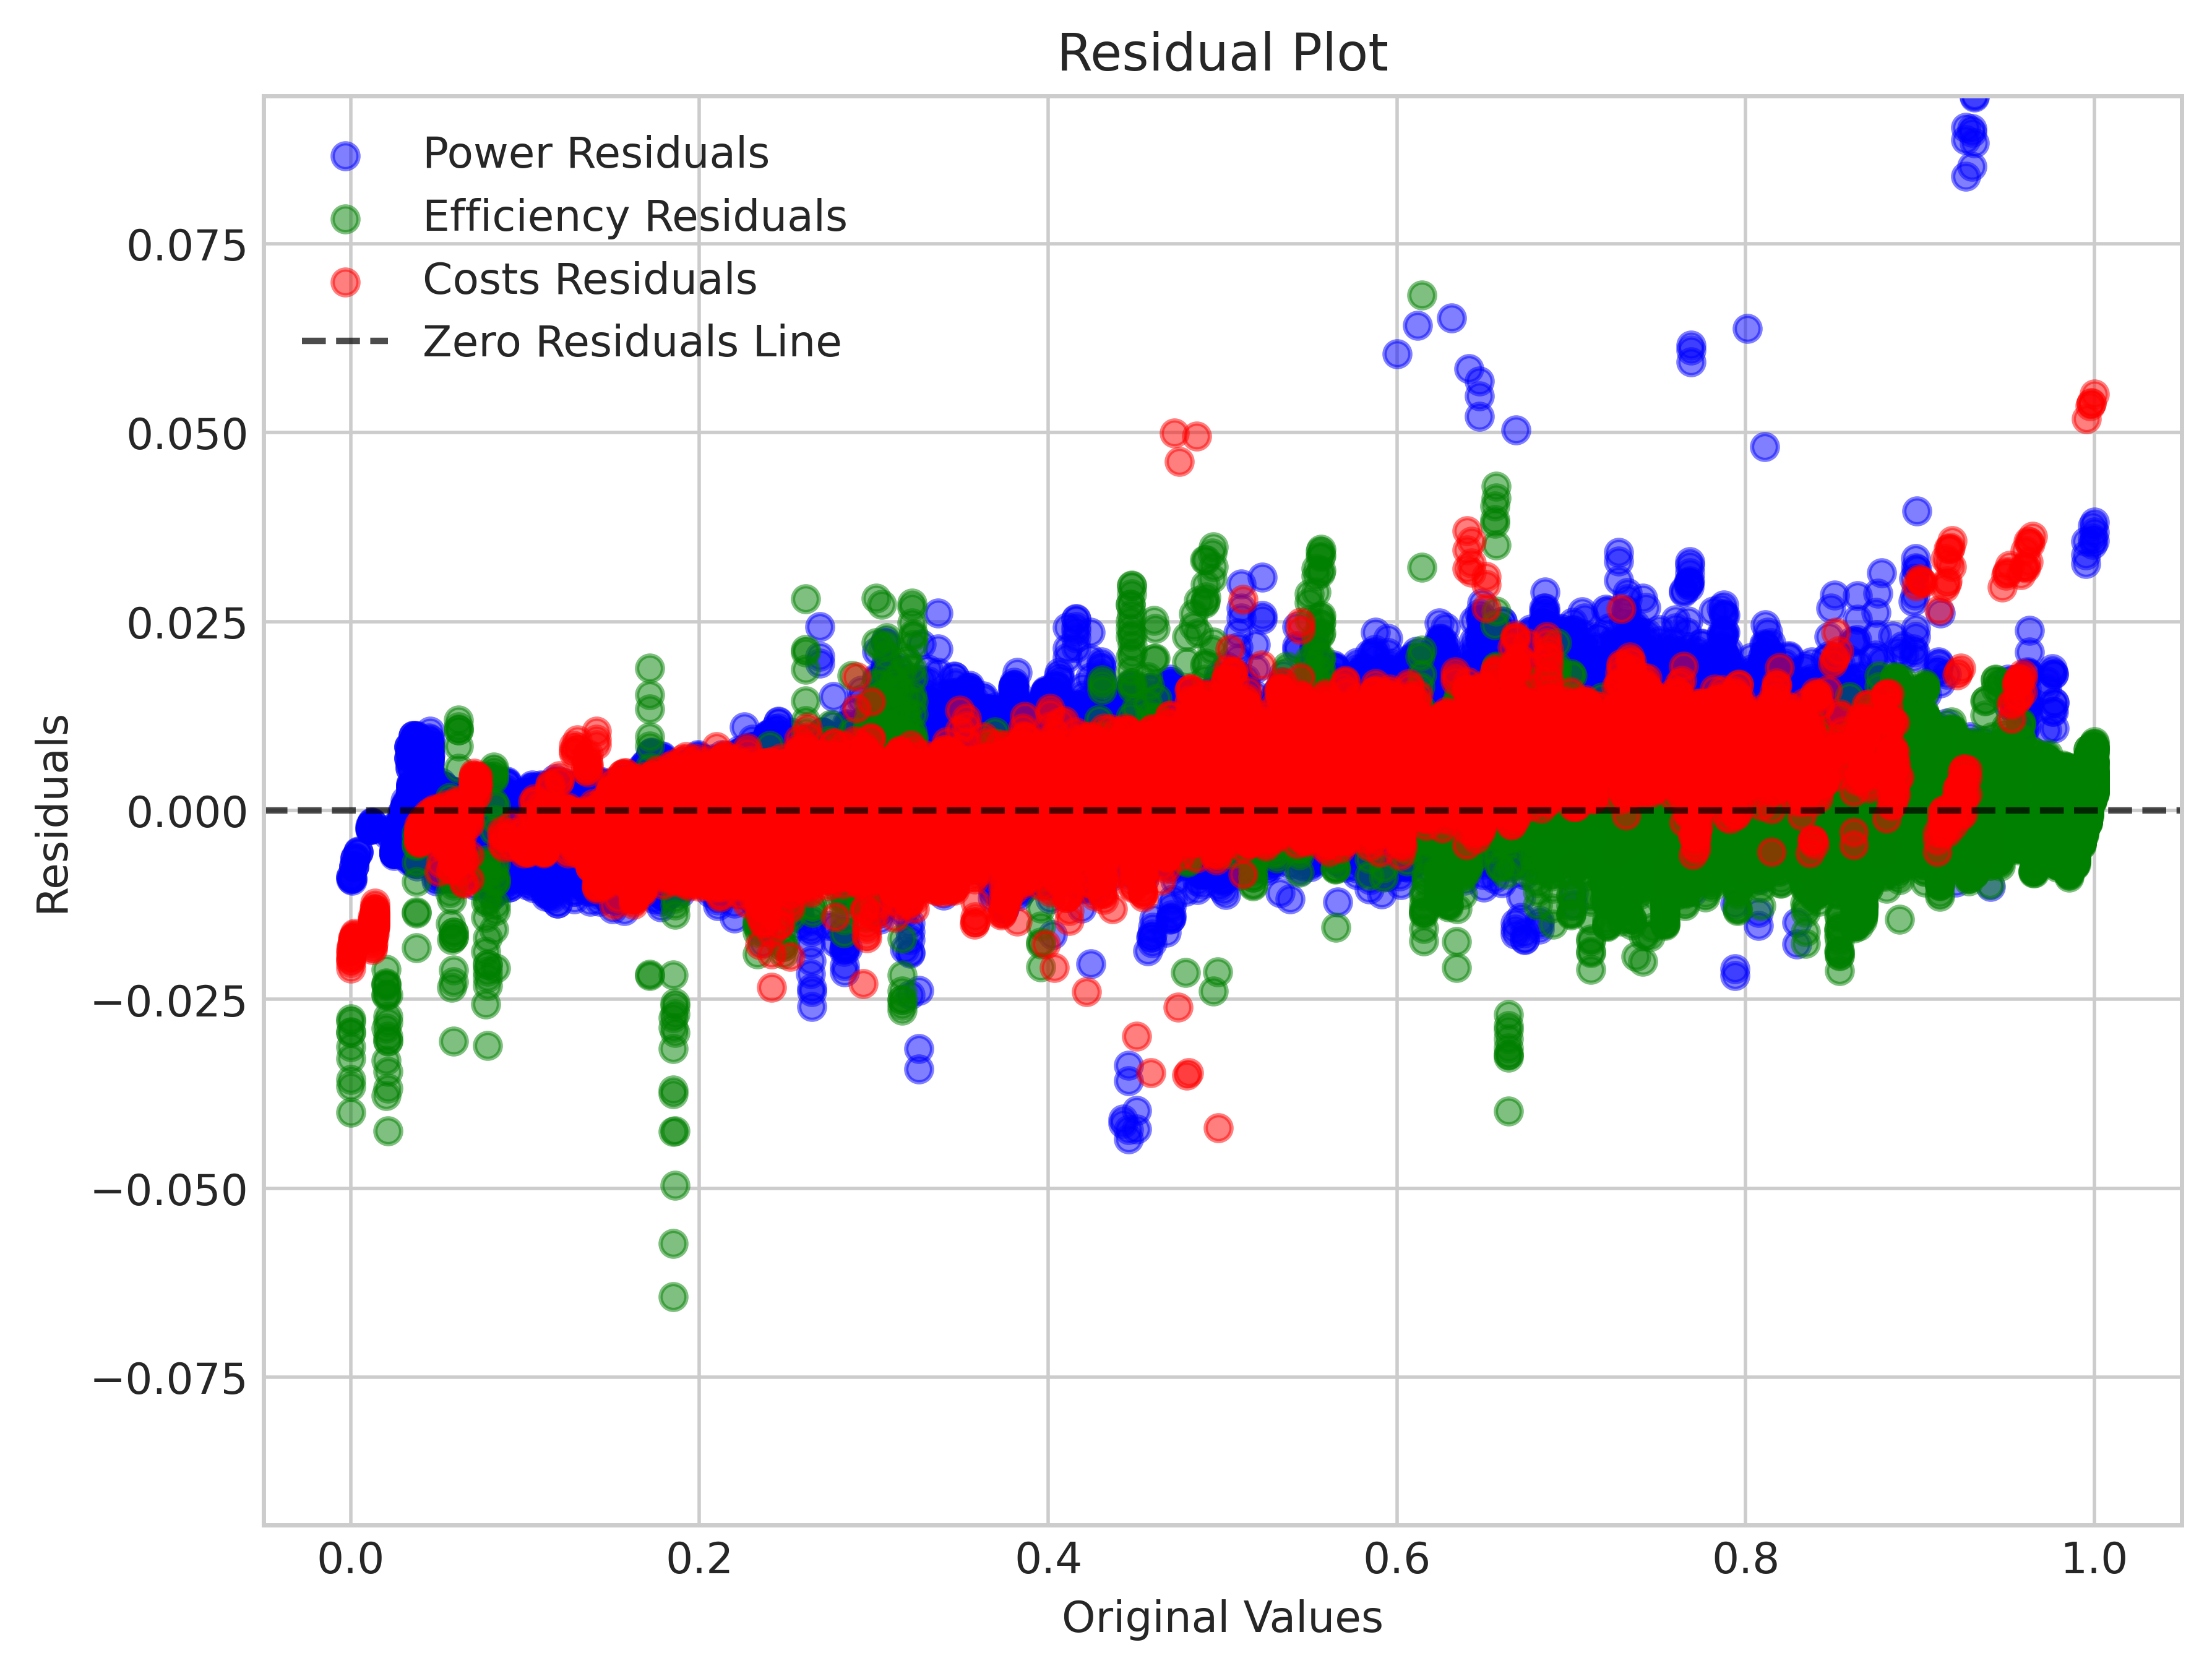 Residual Plot
Power Residuals
Efficiency Residuals
Costs Residuals
Zero Residuals Line
Residuals
0.075
0.050
0.025
0.000
−0.025
−0.050
−0.075
0.0 0.2 0.4 0.6 0.8 1.0
Original Values